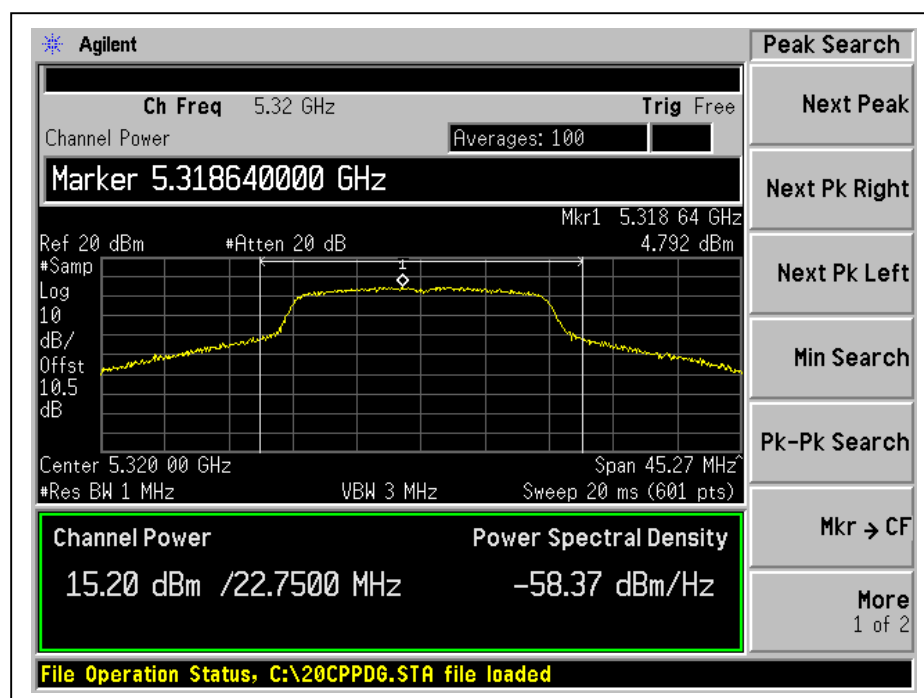 Agilent
Peak Search
Ch Freq 5.32 GHz Trig Free
Channel Power Averages: 100
Marker 5.318640000 GHz
Mkr1 5.318 64 GHz
Ref 20 dBm #Atten 20 dB 4.792 dBm
#Samp
Log
10
dB/
Offst
10.5
dB
1
Center 5.320 00 GHz Span 45.27 MHz^
#Res BW 1 MHz VBW 3 MHz Sweep 20 ms (601 pts)
Channel Power Power Spectral Density
15.20 dBm /22.7500 MHz -58.37 dBm/Hz
File Operation Status, C:\20CPPDG.STA file loaded
Next Peak
Next Pk Right
Next Pk Left
Min Search
Pk-Pk Search
Mkr → CF
More
1 of 2